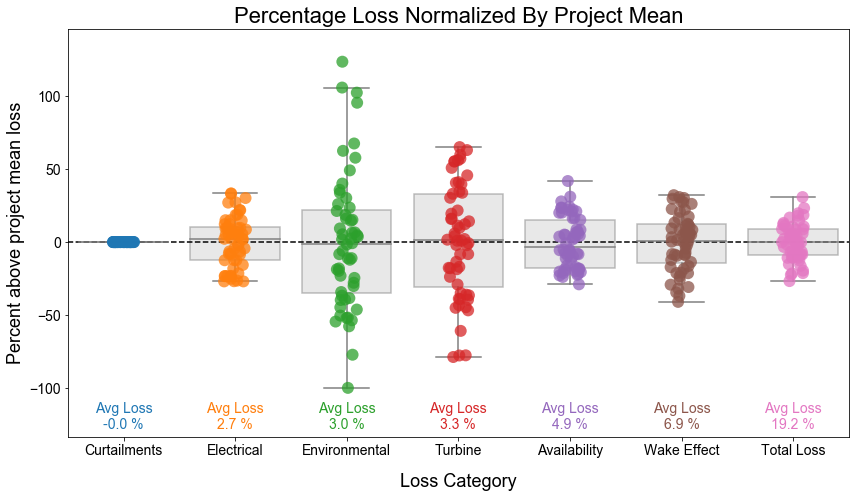 Percentage Loss Normalized By Project Mean
Percent above project mean loss
100
50
0
−50
−100
Avg Loss Avg Loss Avg Loss Avg Loss Avg Loss Avg Loss Avg Loss
-0.0 % 2.7 % 3.0 % 3.3 % 4.9 % 6.9 % 19.2 %
Curtailments Electrical Environmental Turbine Availability Wake Effect Total Loss
Loss Category